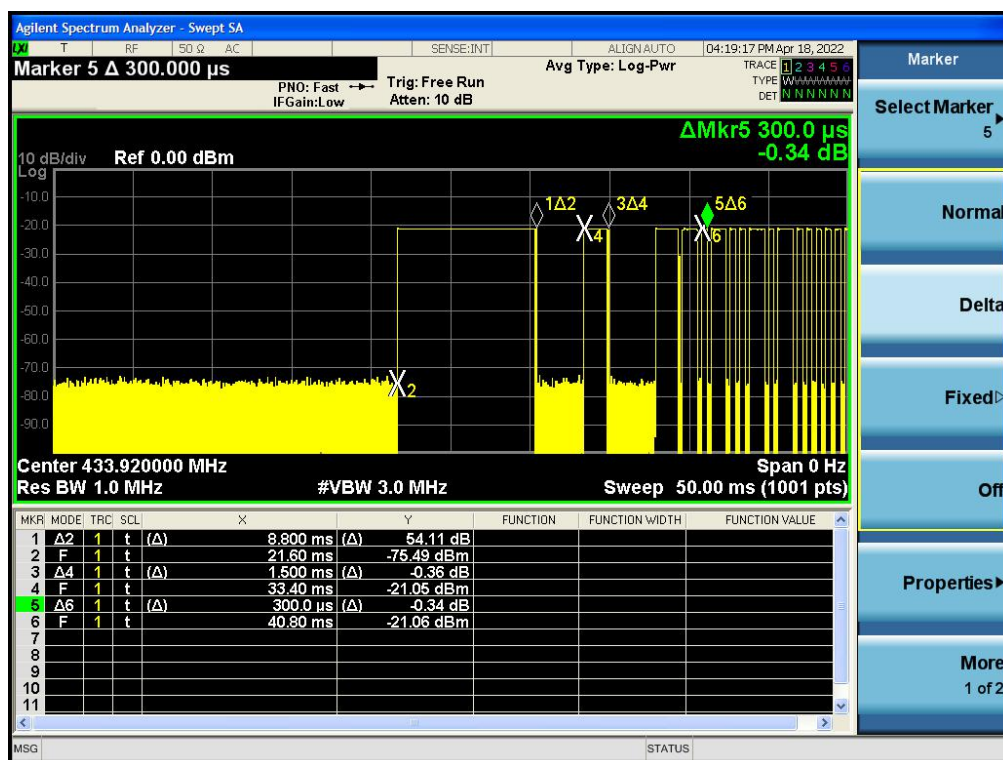 Agilent Spectrum Analyzer - Swept SA
LXI T RF 50 Ω AC SENSE:INT ALIGN AUTO 04:19:17 PM Apr 18, 2022
Marker 5 Δ 300.000 µs
PNO: Fast
IFGain:Low
Trig: Free Run
Atten: 10 dB
Avg Type: Log-Pwr
TRACE 1 2 3 4 5 6
TYPE W
DET N N N N N N
ΔMkr5 300.0 µs
-0.34 dB
10 dB/div Ref 0.00 dBm
Log
-10.0
-20.0
-30.0
-40.0
-50.0
-60.0
-70.0
-80.0
-90.0
1Δ2 3Δ4 5Δ6
4 6
2
Center 433.920000 MHz Span 0 Hz
Res BW 1.0 MHz #VBW 3.0 MHz Sweep 50.00 ms (1001 pts)
MKR MODE TRC SCL X Y FUNCTION FUNCTION WIDTH FUNCTION VALUE
1 Δ2 1 t (Δ) 8.800 ms (Δ) 54.11 dB
2 F 1 t 21.60 ms -75.49 dBm
3 Δ4 1 t (Δ) 1.500 ms (Δ) -0.36 dB
4 F 1 t 33.40 ms -21.05 dBm
5 Δ6 1 t (Δ) 300.0 µs (Δ) -0.34 dB
6 F 1 t 40.80 ms -21.06 dBm
7
8
9
10
11
MSG STATUS
Marker
Select Marker
5
Normal
Delta
Fixed
Off
Properties
More
1 of 2